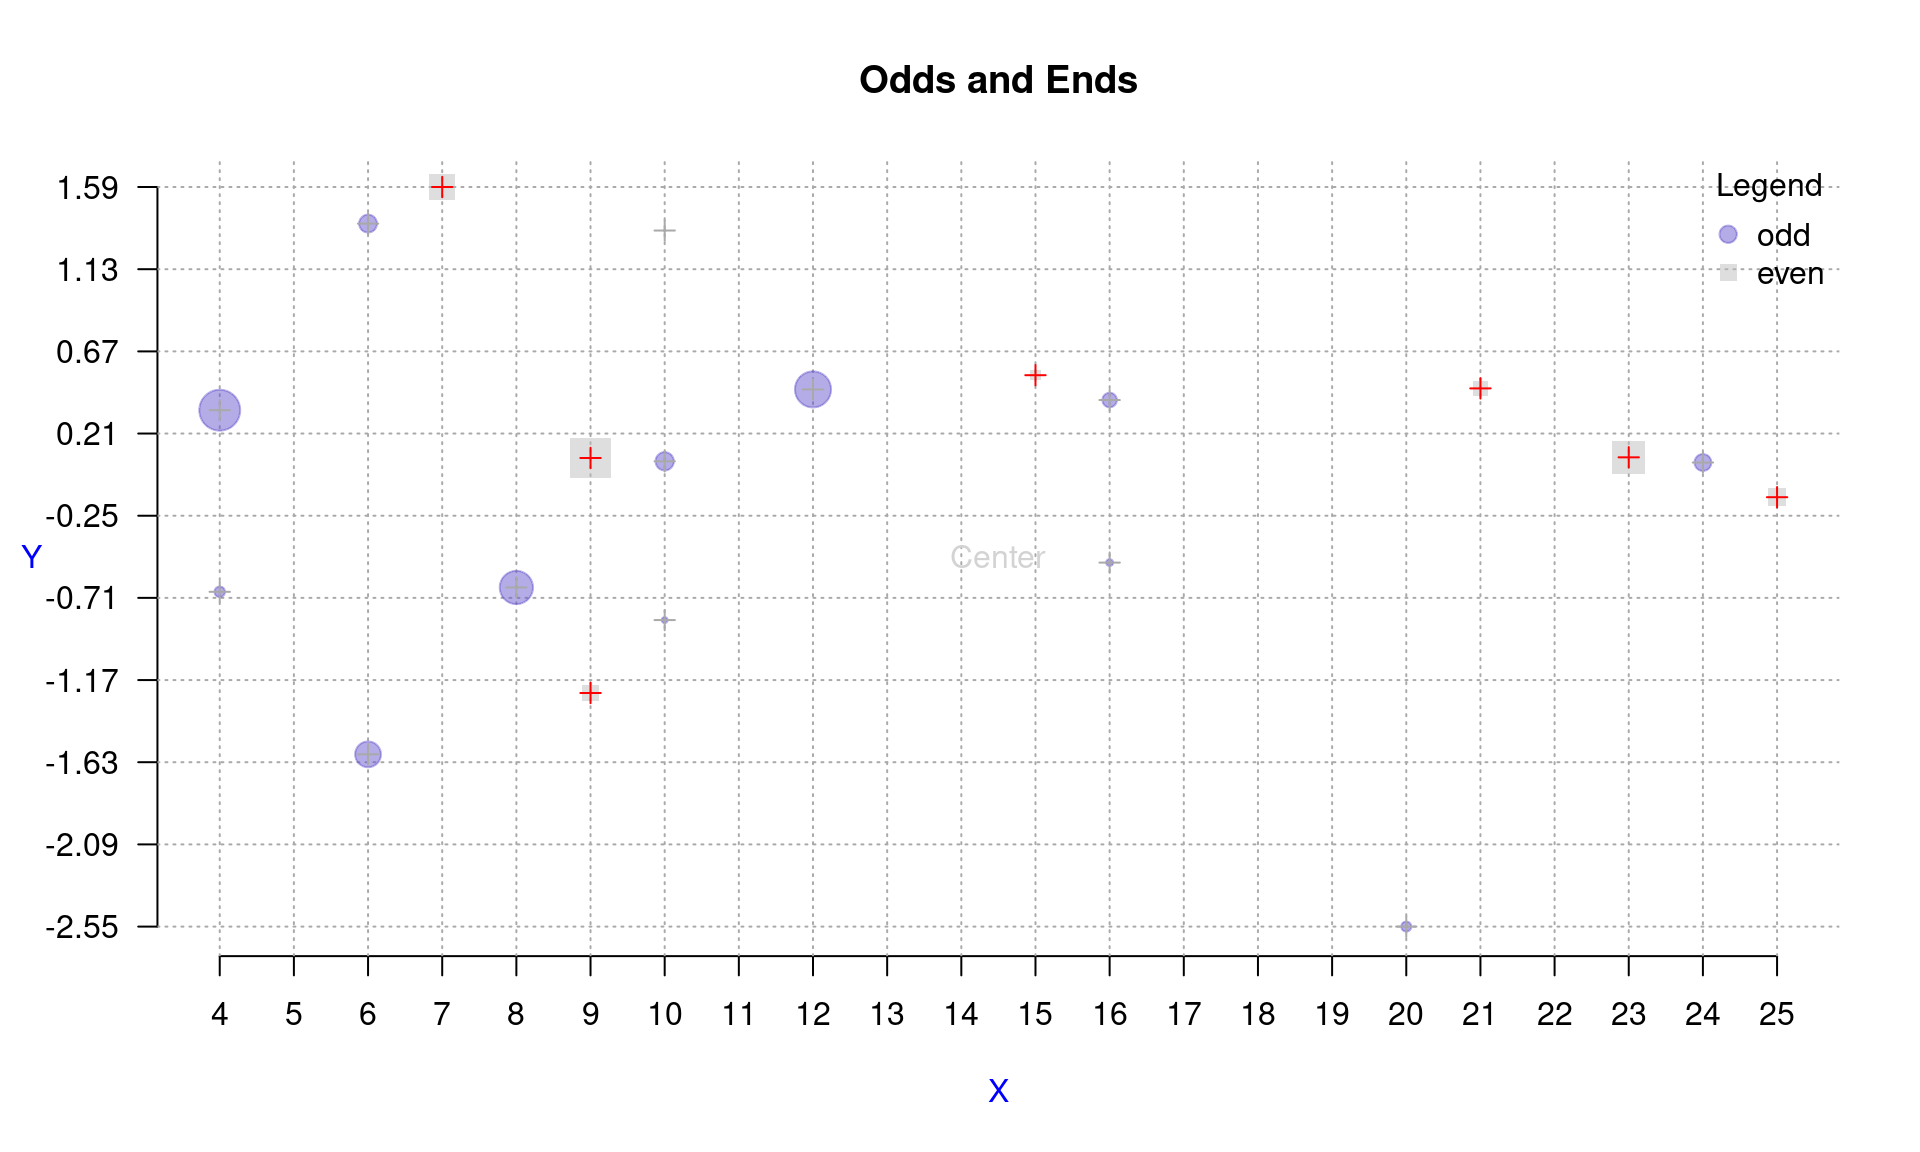 Odds and Ends
Legend
odd
even
1.59
1.13
0.67
0.21
-0.25
-0.71
-1.17
-1.63
-2.09
-2.55
Y
Center
4 5 6 7 8 9 10 11 12 13 14 15 16 17 18 19 20 21 22 23 24 25
X